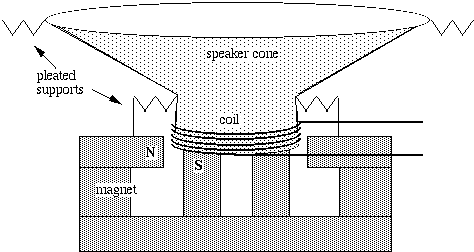 speaker cone
pleated
supports
coil
N
S
magnet